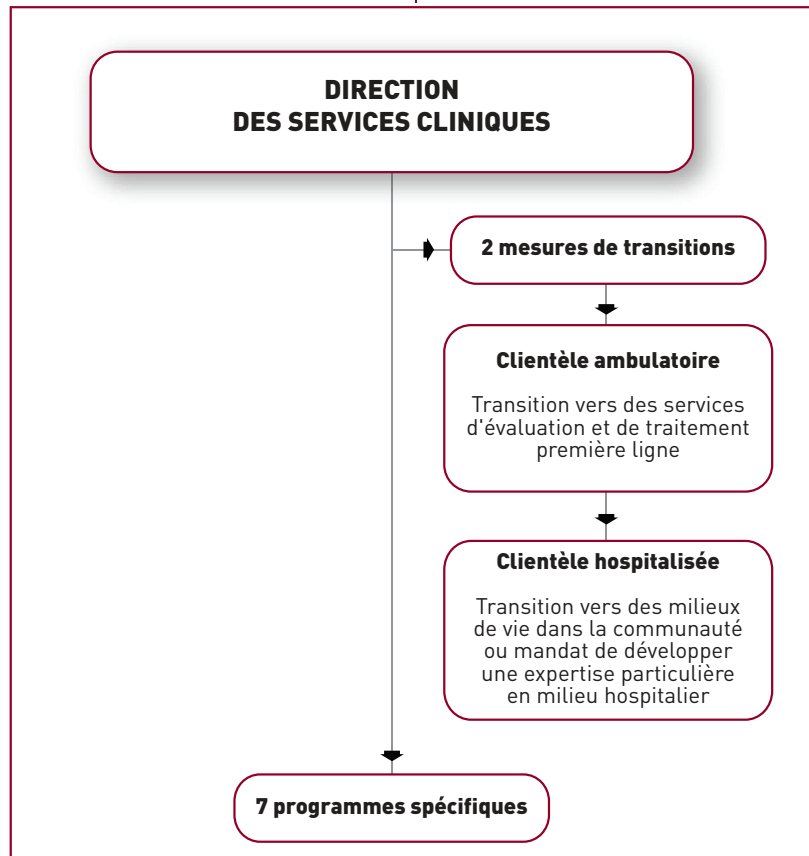 DIRECTION
DES SERVICES CLINIQUES
2 mesures de transitions
Clientèle ambulatoire
Transition vers des services
d'évaluation et de traitement
première ligne
Clientèle hospitalisée
Transition vers des milieux
de vie dans la communauté
ou mandat de développer
une expertise particulière
en milieu hospitalier
7 programmes spécifiques